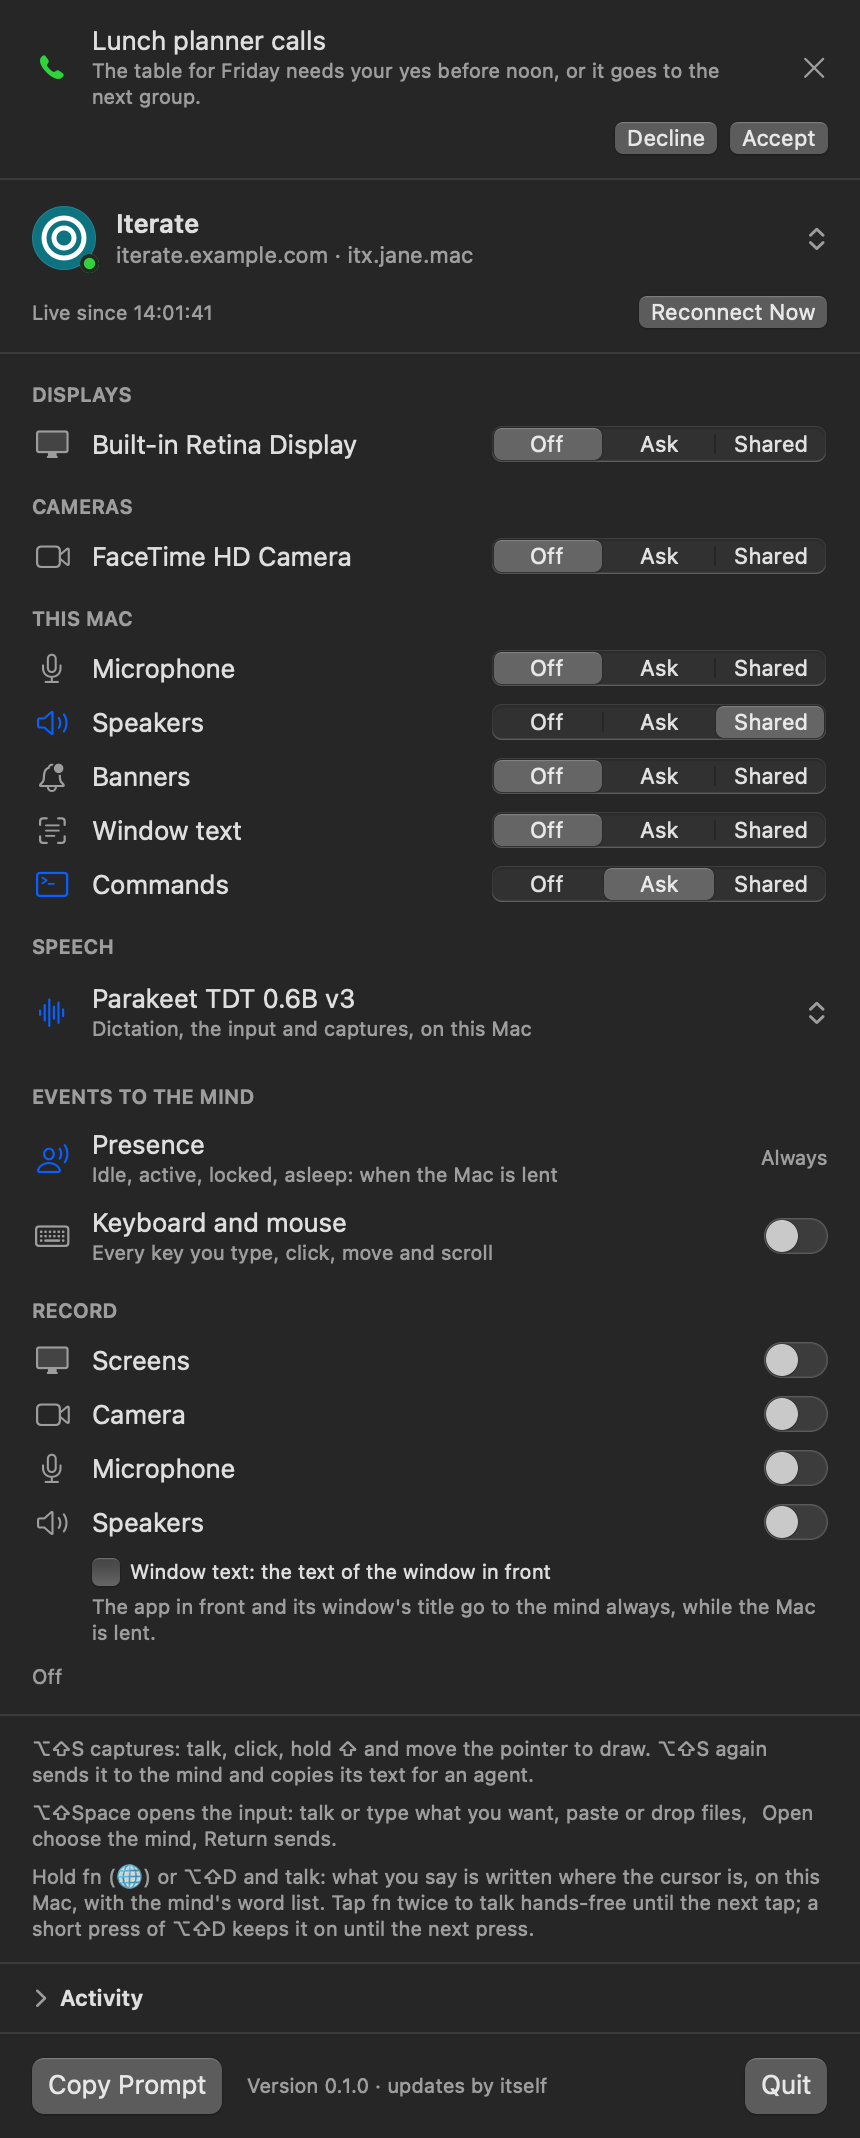 Lunch planner calls
The table for Friday needs your yes before noon, or it goes to the
next group.
Decline Accept
Iterate
iterate.example.com · itx.jane.mac
Live since 14:01:41 Reconnect Now
DISPLAYS
Built-in Retina Display Off Ask Shared
CAMERAS
FaceTime HD Camera Off Ask Shared
THIS MAC
Microphone Off Ask Shared
Speakers Off Ask Shared
Banners Off Ask Shared
Window text Off Ask Shared
Commands Off Ask Shared
SPEECH
Parakeet TDT 0.6B v3
Dictation, the input and captures, on this Mac
EVENTS TO THE MIND
Presence
Idle, active, locked, asleep: when the Mac is lent
Always
Keyboard and mouse
Every key you type, click, move and scroll
RECORD
Screens
Camera
Microphone
Speakers
Window text: the text of the window in front
The app in front and its window's title go to the mind always, while the Mac
is lent.
Off
⌥⇧S captures: talk, click, hold ⇧ and move the pointer to draw. ⌥⇧S again
sends it to the mind and copies its text for an agent.
⌥⇧Space opens the input: talk or type what you want, paste or drop files, Open
choose the mind, Return sends.
Hold fn (🌐) or ⌥⇧D and talk: what you say is written where the cursor is, on this
Mac, with the mind's word list. Tap fn twice to talk hands-free until the next tap; a
short press of ⌥⇧D keeps it on until the next press.
Activity
Copy Prompt Version 0.1.0 · updates by itself Quit